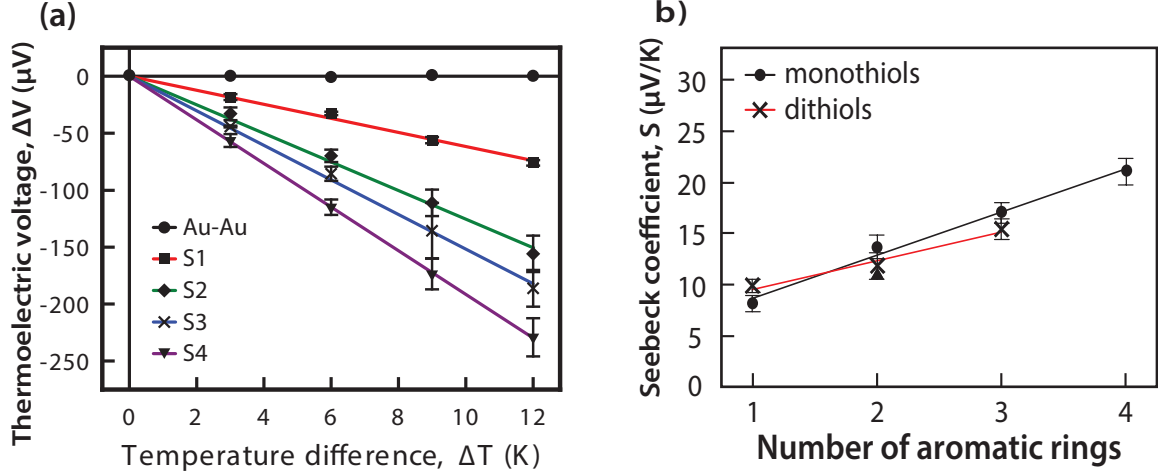 (a)
Thermoelectric voltage, ΔV (µV)
0
-50
-100
-150
-200
-250
Au-Au
S1
S2
S3
S4
0 2 4 6 8 10 12
Temperature difference, ΔT (K)
b)
Seebeck coefficient, S (µV/K)
30
25
20
15
10
5
0
monothiols
dithiols
1 2 3 4
Number of aromatic rings